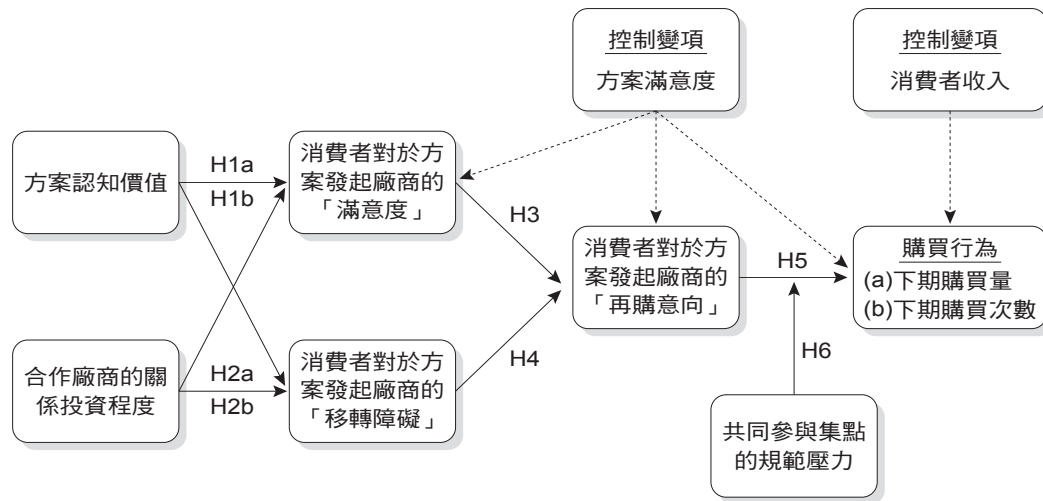 控制變項
方案滿意度
控制變項
消費者收入
方案認知價值
H1a
H1b
消費者對於方
案發起廠商的
「滿意度」
H3
消費者對於方
案發起廠商的
「再購意向」
H5
購買行為
(a)下期購買量
(b)下期購買次數
合作廠商的關
係投資程度
H2a
H2b
消費者對於方
案發起廠商的
「移轉障礙」
H4
H6
共同參與集點
的規範壓力